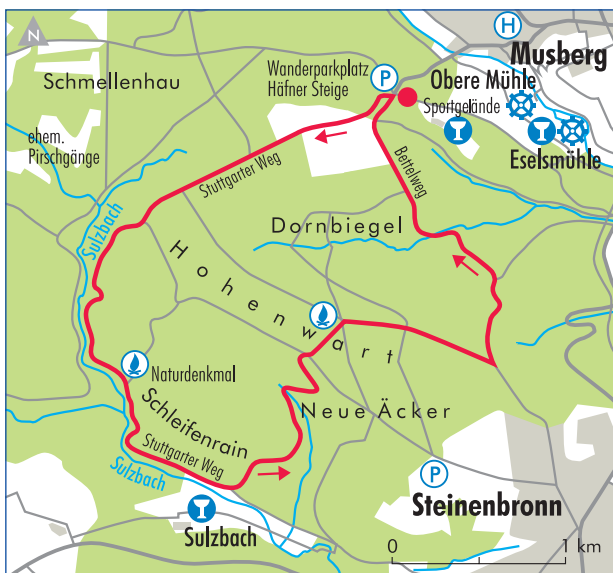 N
H
Musberg
P
Wanderparkplatz
Häfner Steige
Obere Mühle
Schmellenhau
Sportgelände
ehem.
Pirschgänge
Eselsmühle
Stuttgarter Weg
Bettelweg
Sulzbach
Dornbiegel
Hohenwart
Naturdenkmal
Schleifenrain
Neue Äcker
Stuttgarter Weg
Sulzbach
P
Steinenbronn
Sulzbach
0 1 km